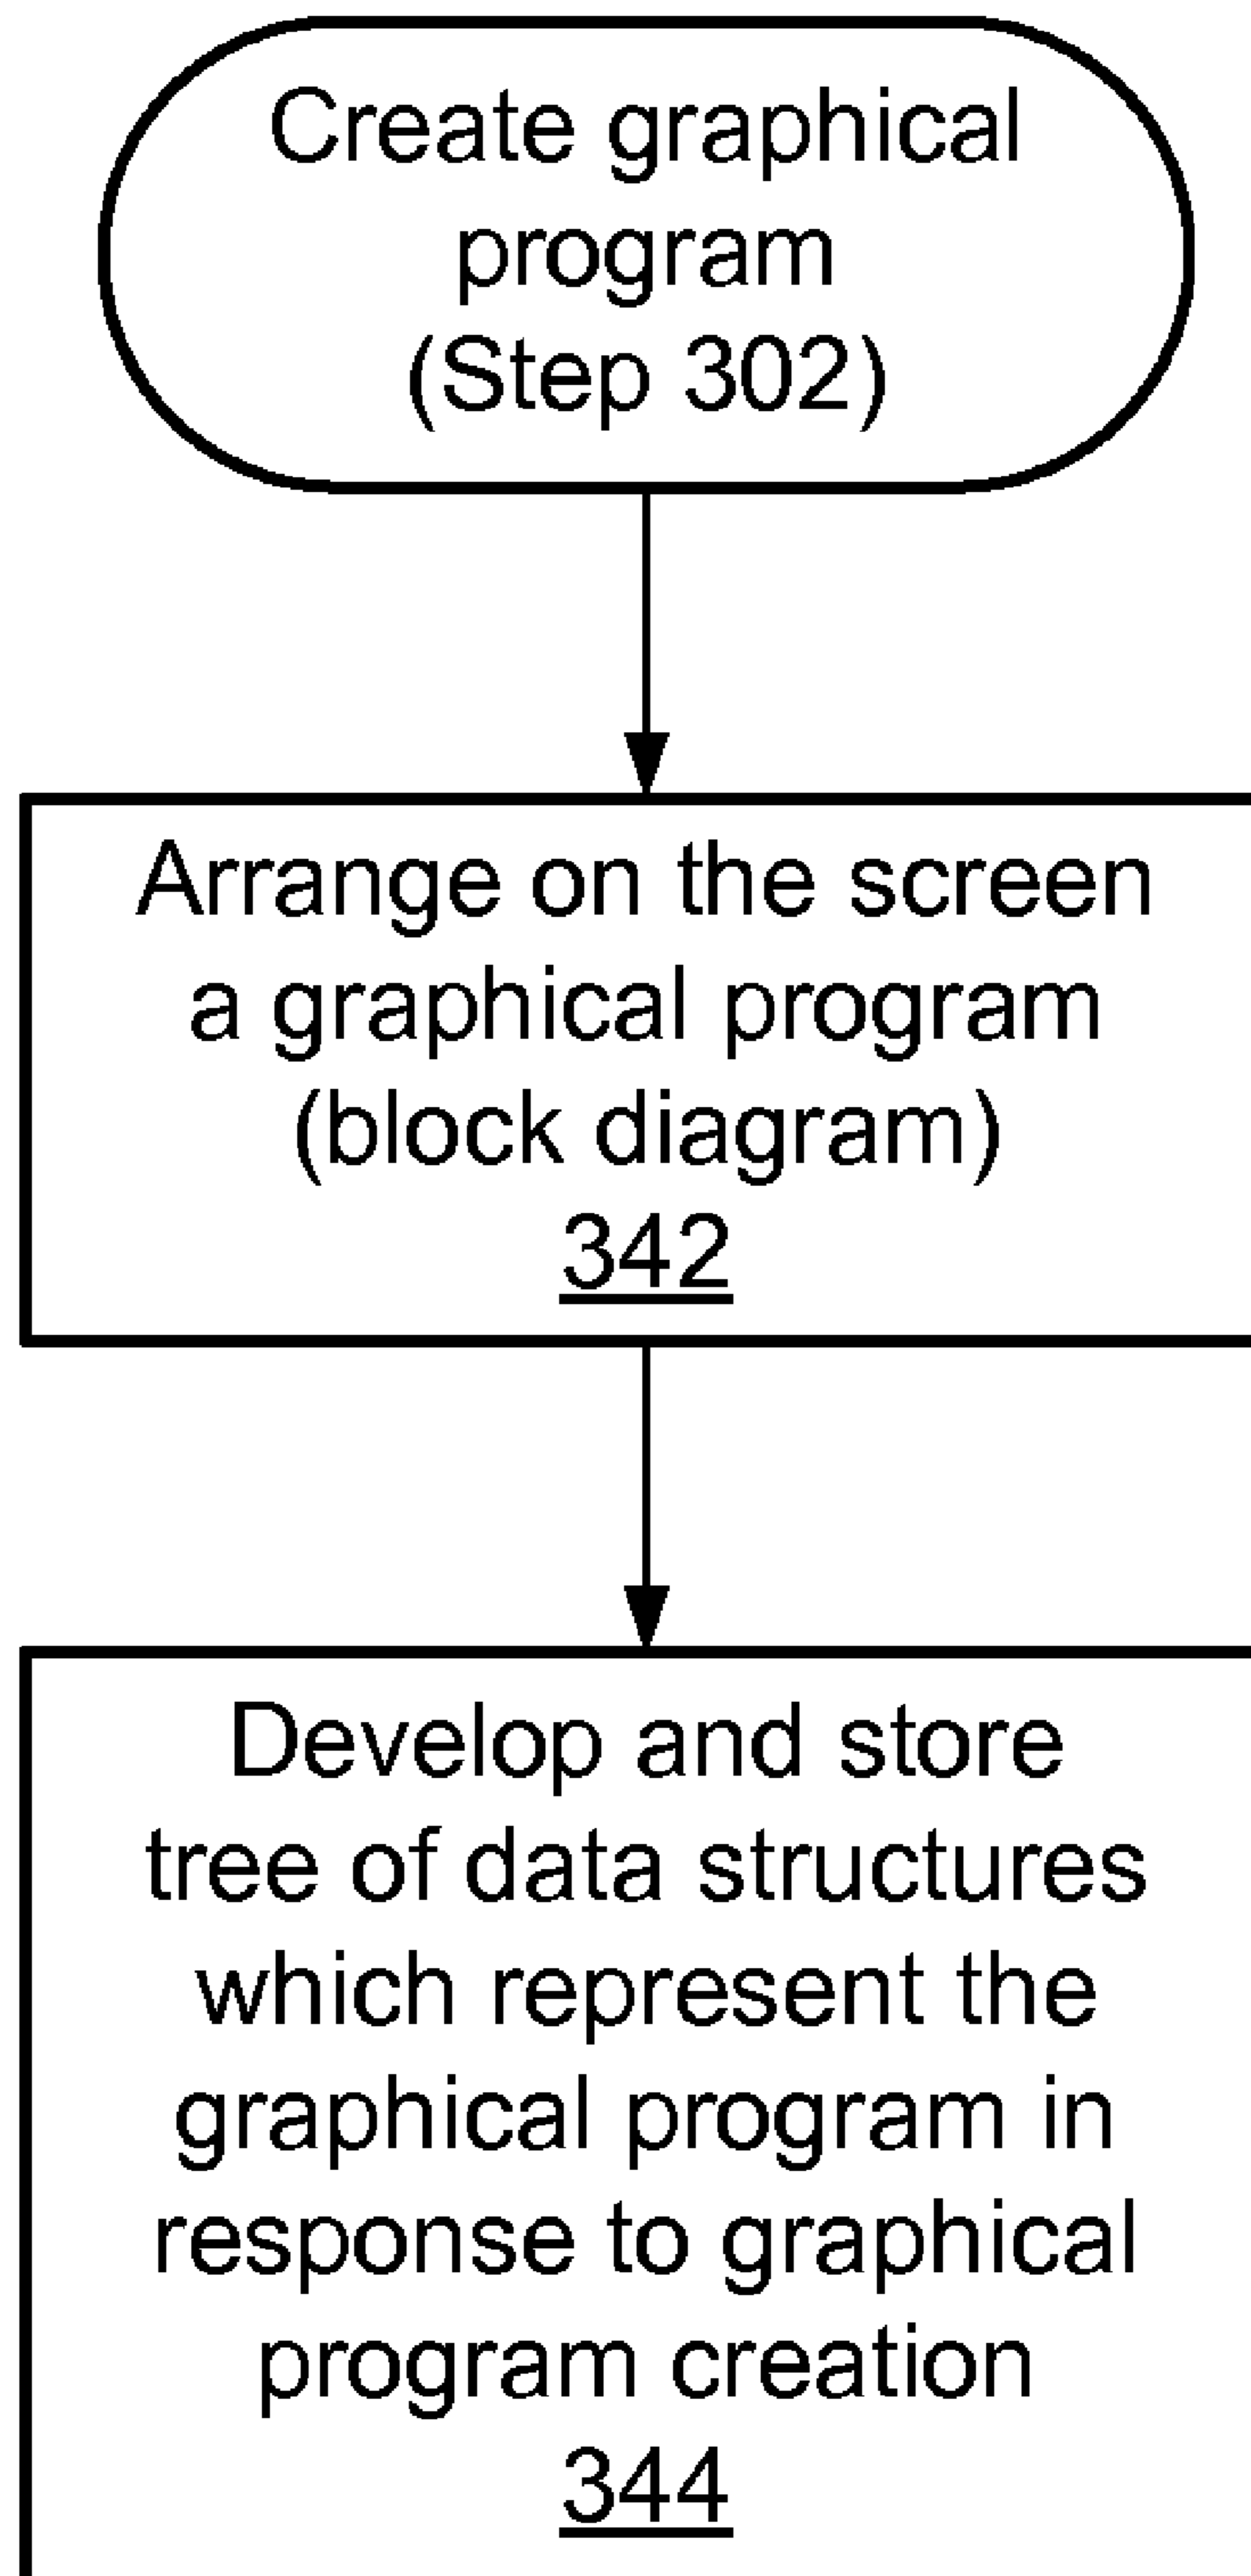 Create graphical
program
(Step 302)
Arrange on the screen
a graphical program
(block diagram)
342
Develop and store
tree of data structures
which represent the
graphical program in
response to graphical
program creation
344